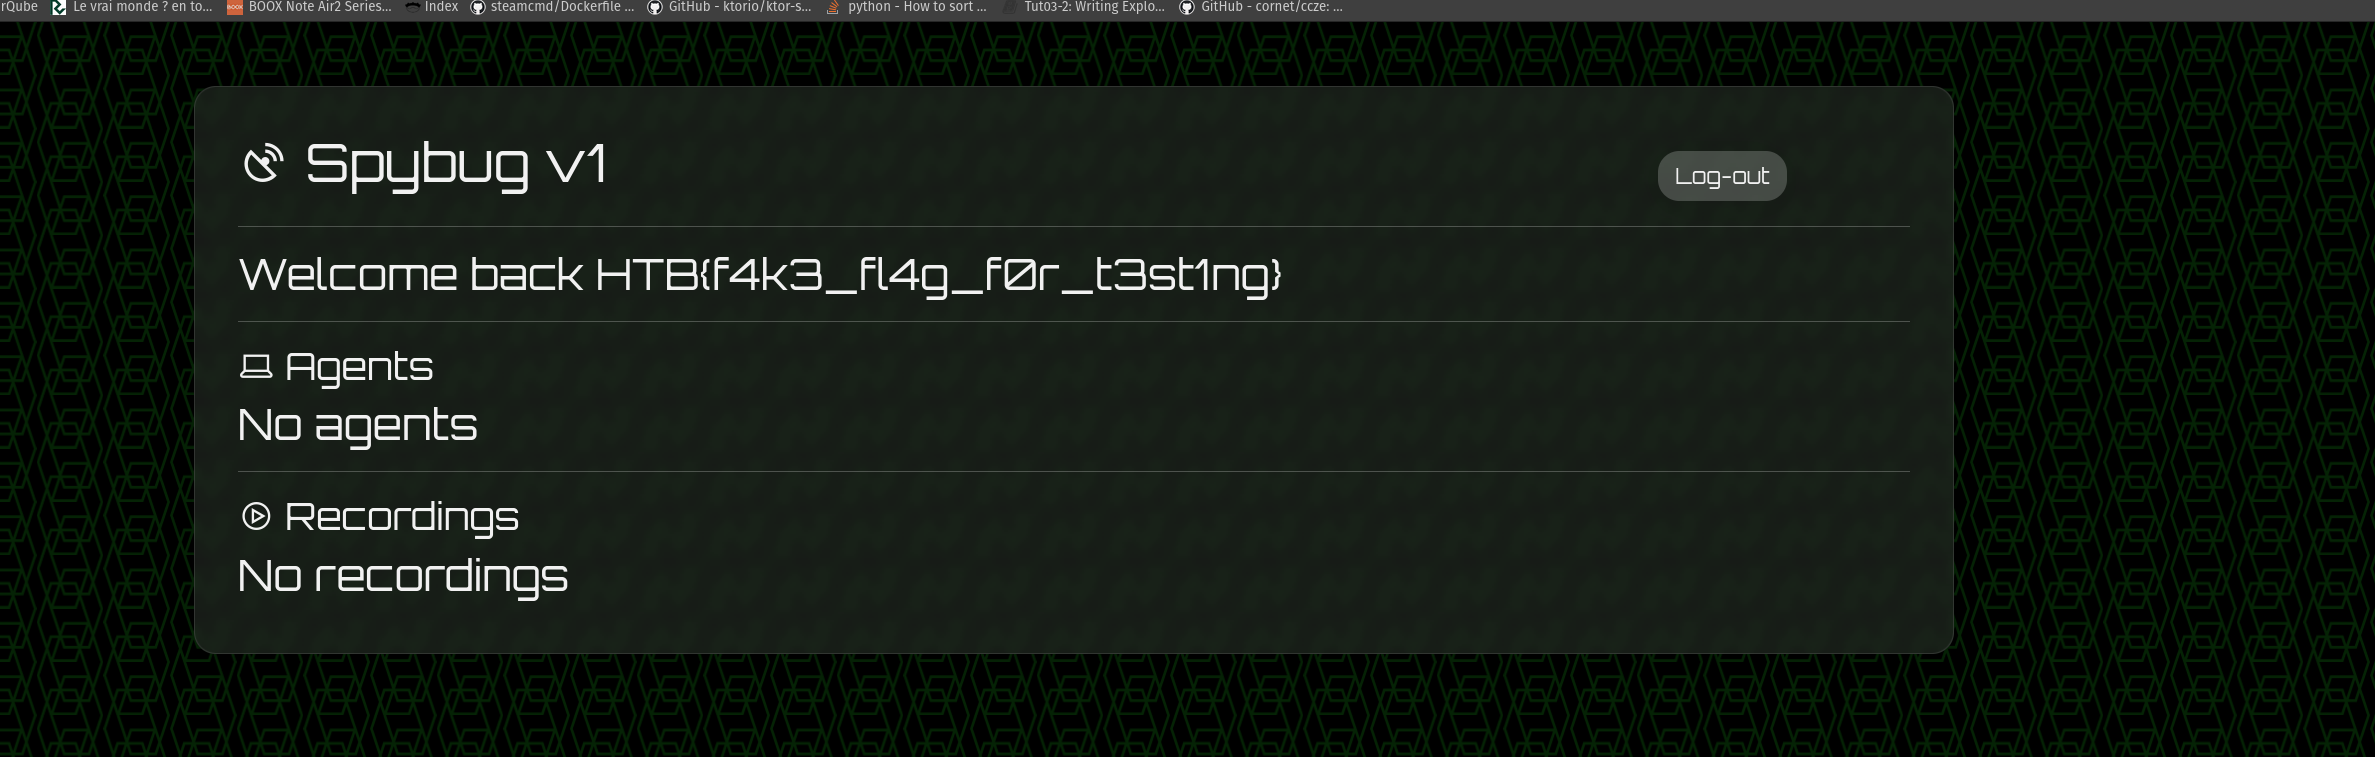 rQube Le vrai monde ? en to... BOOX BOOX Note Air2 Series... Index steamcmd/Dockerfile ... GitHub - ktorio/ktor-s... python - How to sort ... Tut03-2: Writing Explo... GitHub - cornet/ccze: ...
Spybug v1
Log-out
Welcome back HTB{f4k3_fl4g_f0r_t3st1ng}
Agents
No agents
Recordings
No recordings